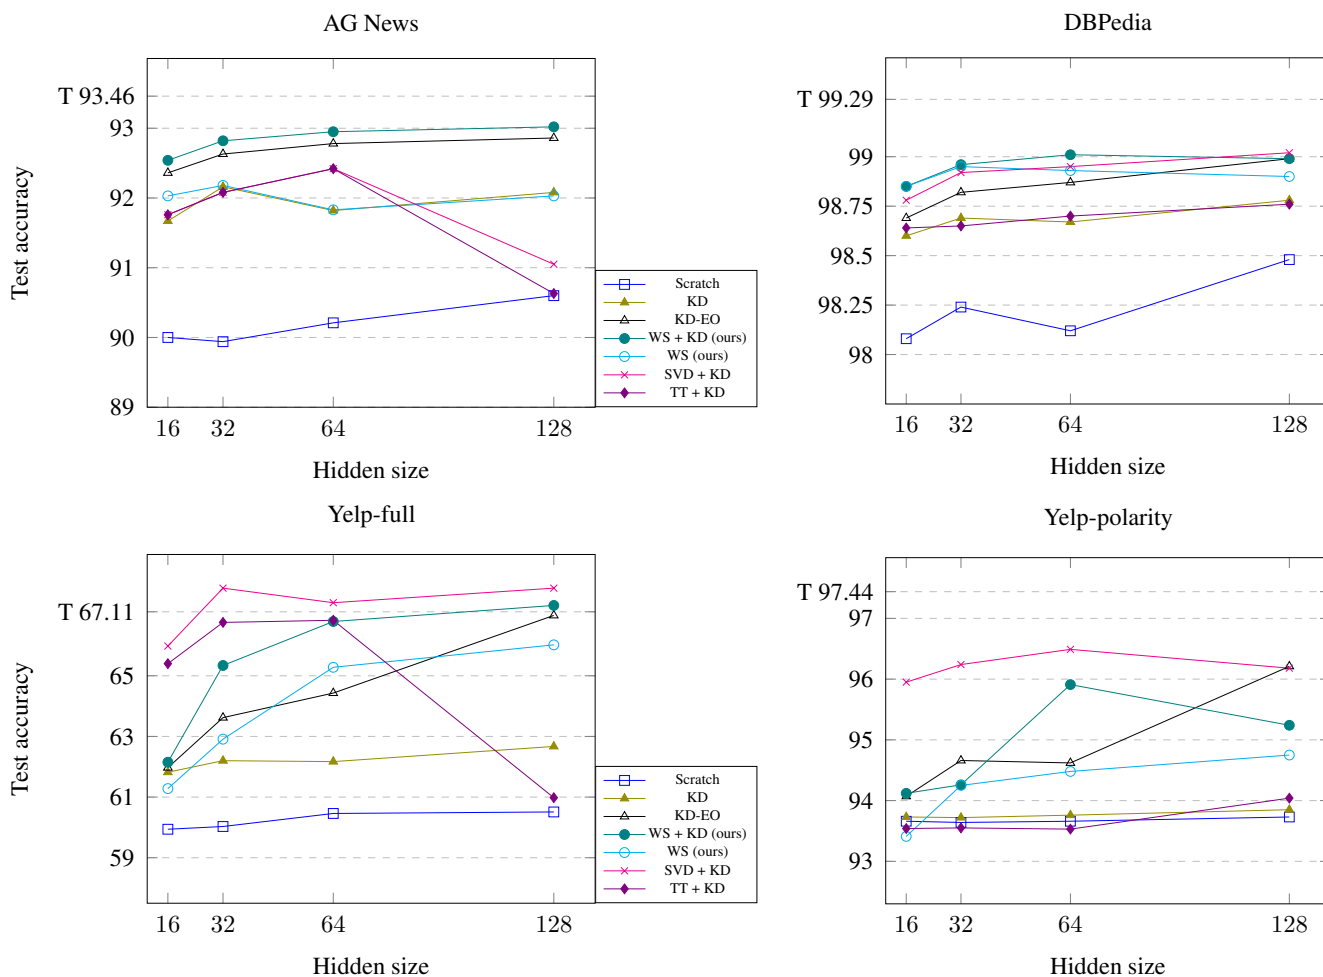 AG News
T 93.46
93
92
91
90
89
16 32 64 128
Hidden size
Test accuracy
Scratch
KD
KD-EO
WS + KD (ours)
WS (ours)
SVD + KD
TT + KD
DBPedia
T 99.29
99
98.75
98.5
98.25
98
16 32 64 128
Hidden size
Yelp-full
T 67.11
65
63
61
59
16 32 64 128
Hidden size
Test accuracy
Scratch
KD
KD-EO
WS + KD (ours)
WS (ours)
SVD + KD
TT + KD
Yelp-polarity
T 97.44
97
96
95
94
93
16 32 64 128
Hidden size